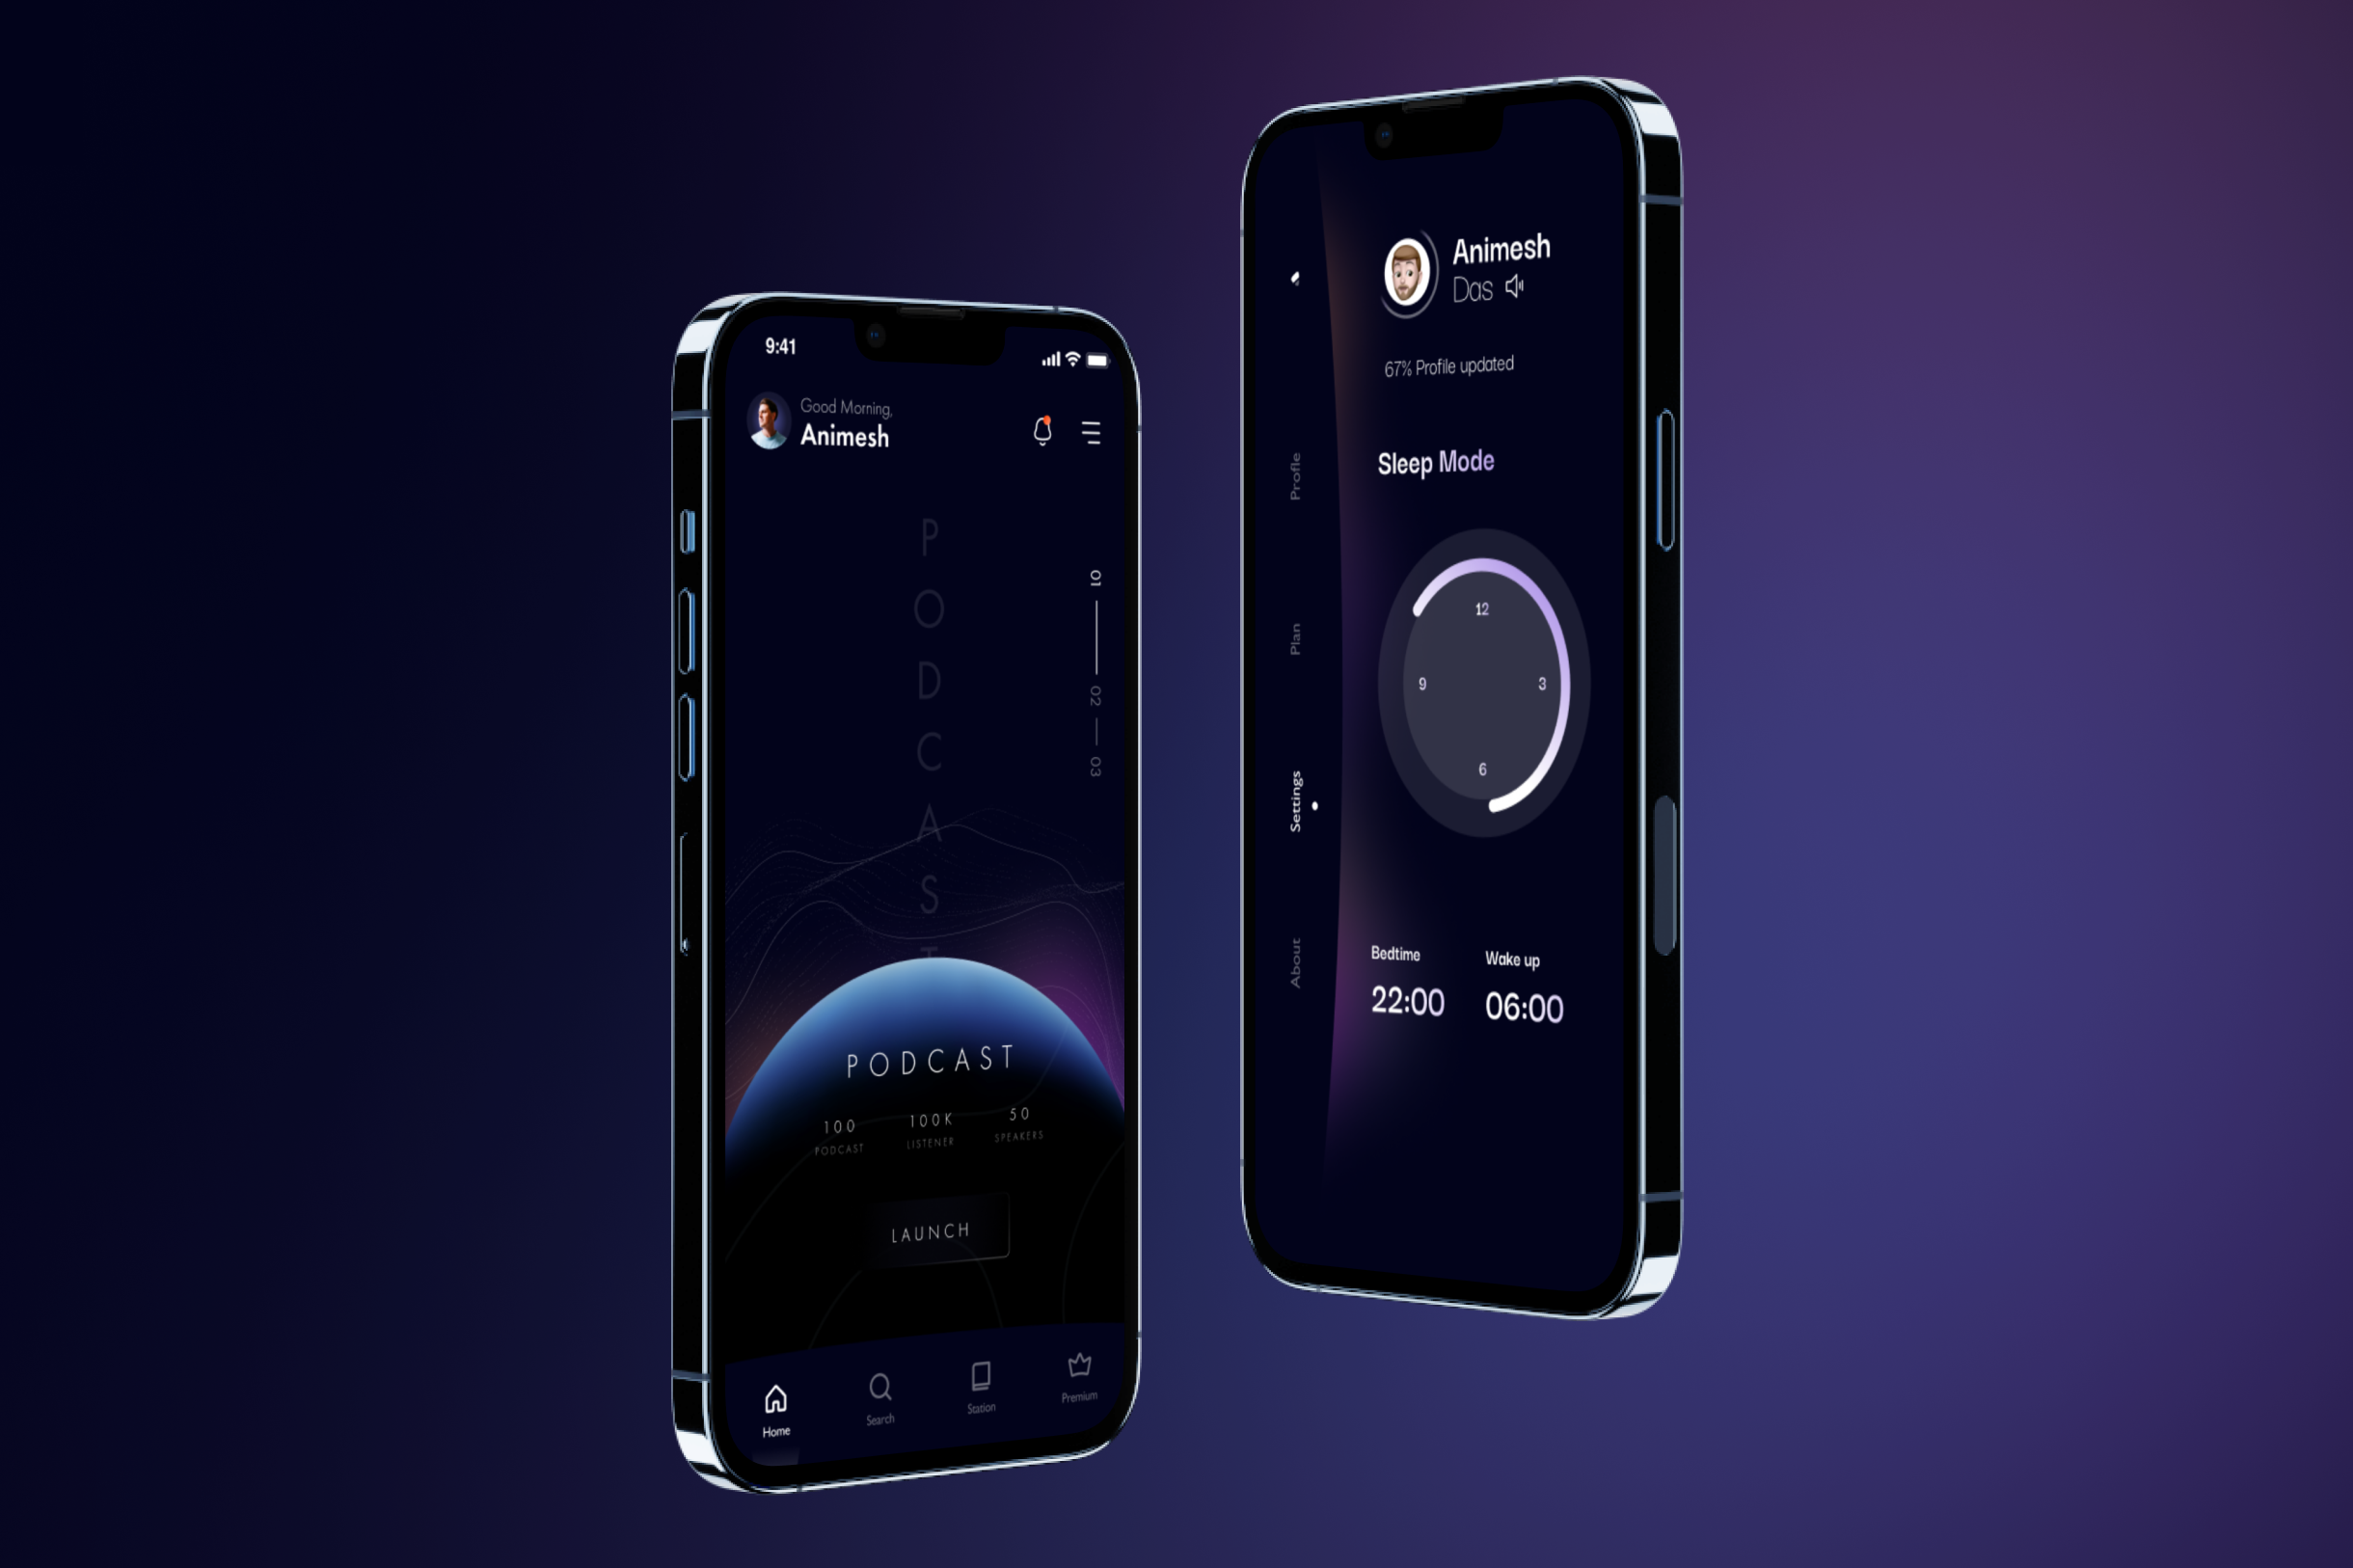 9:41
Good Morning,
Animesh
P
O
D
C
A
S
T
01
02
03
PODCAST
100
PODCAST
100K
LISTENER
50
SPEAKERS
LAUNCH
Home
Search
Station
Premium
Animesh
Das
67% Profile updated
Sleep Mode
Profile
Plan
Settings
About
12
9
3
6
Bedtime
Wake up
22:00
06:00